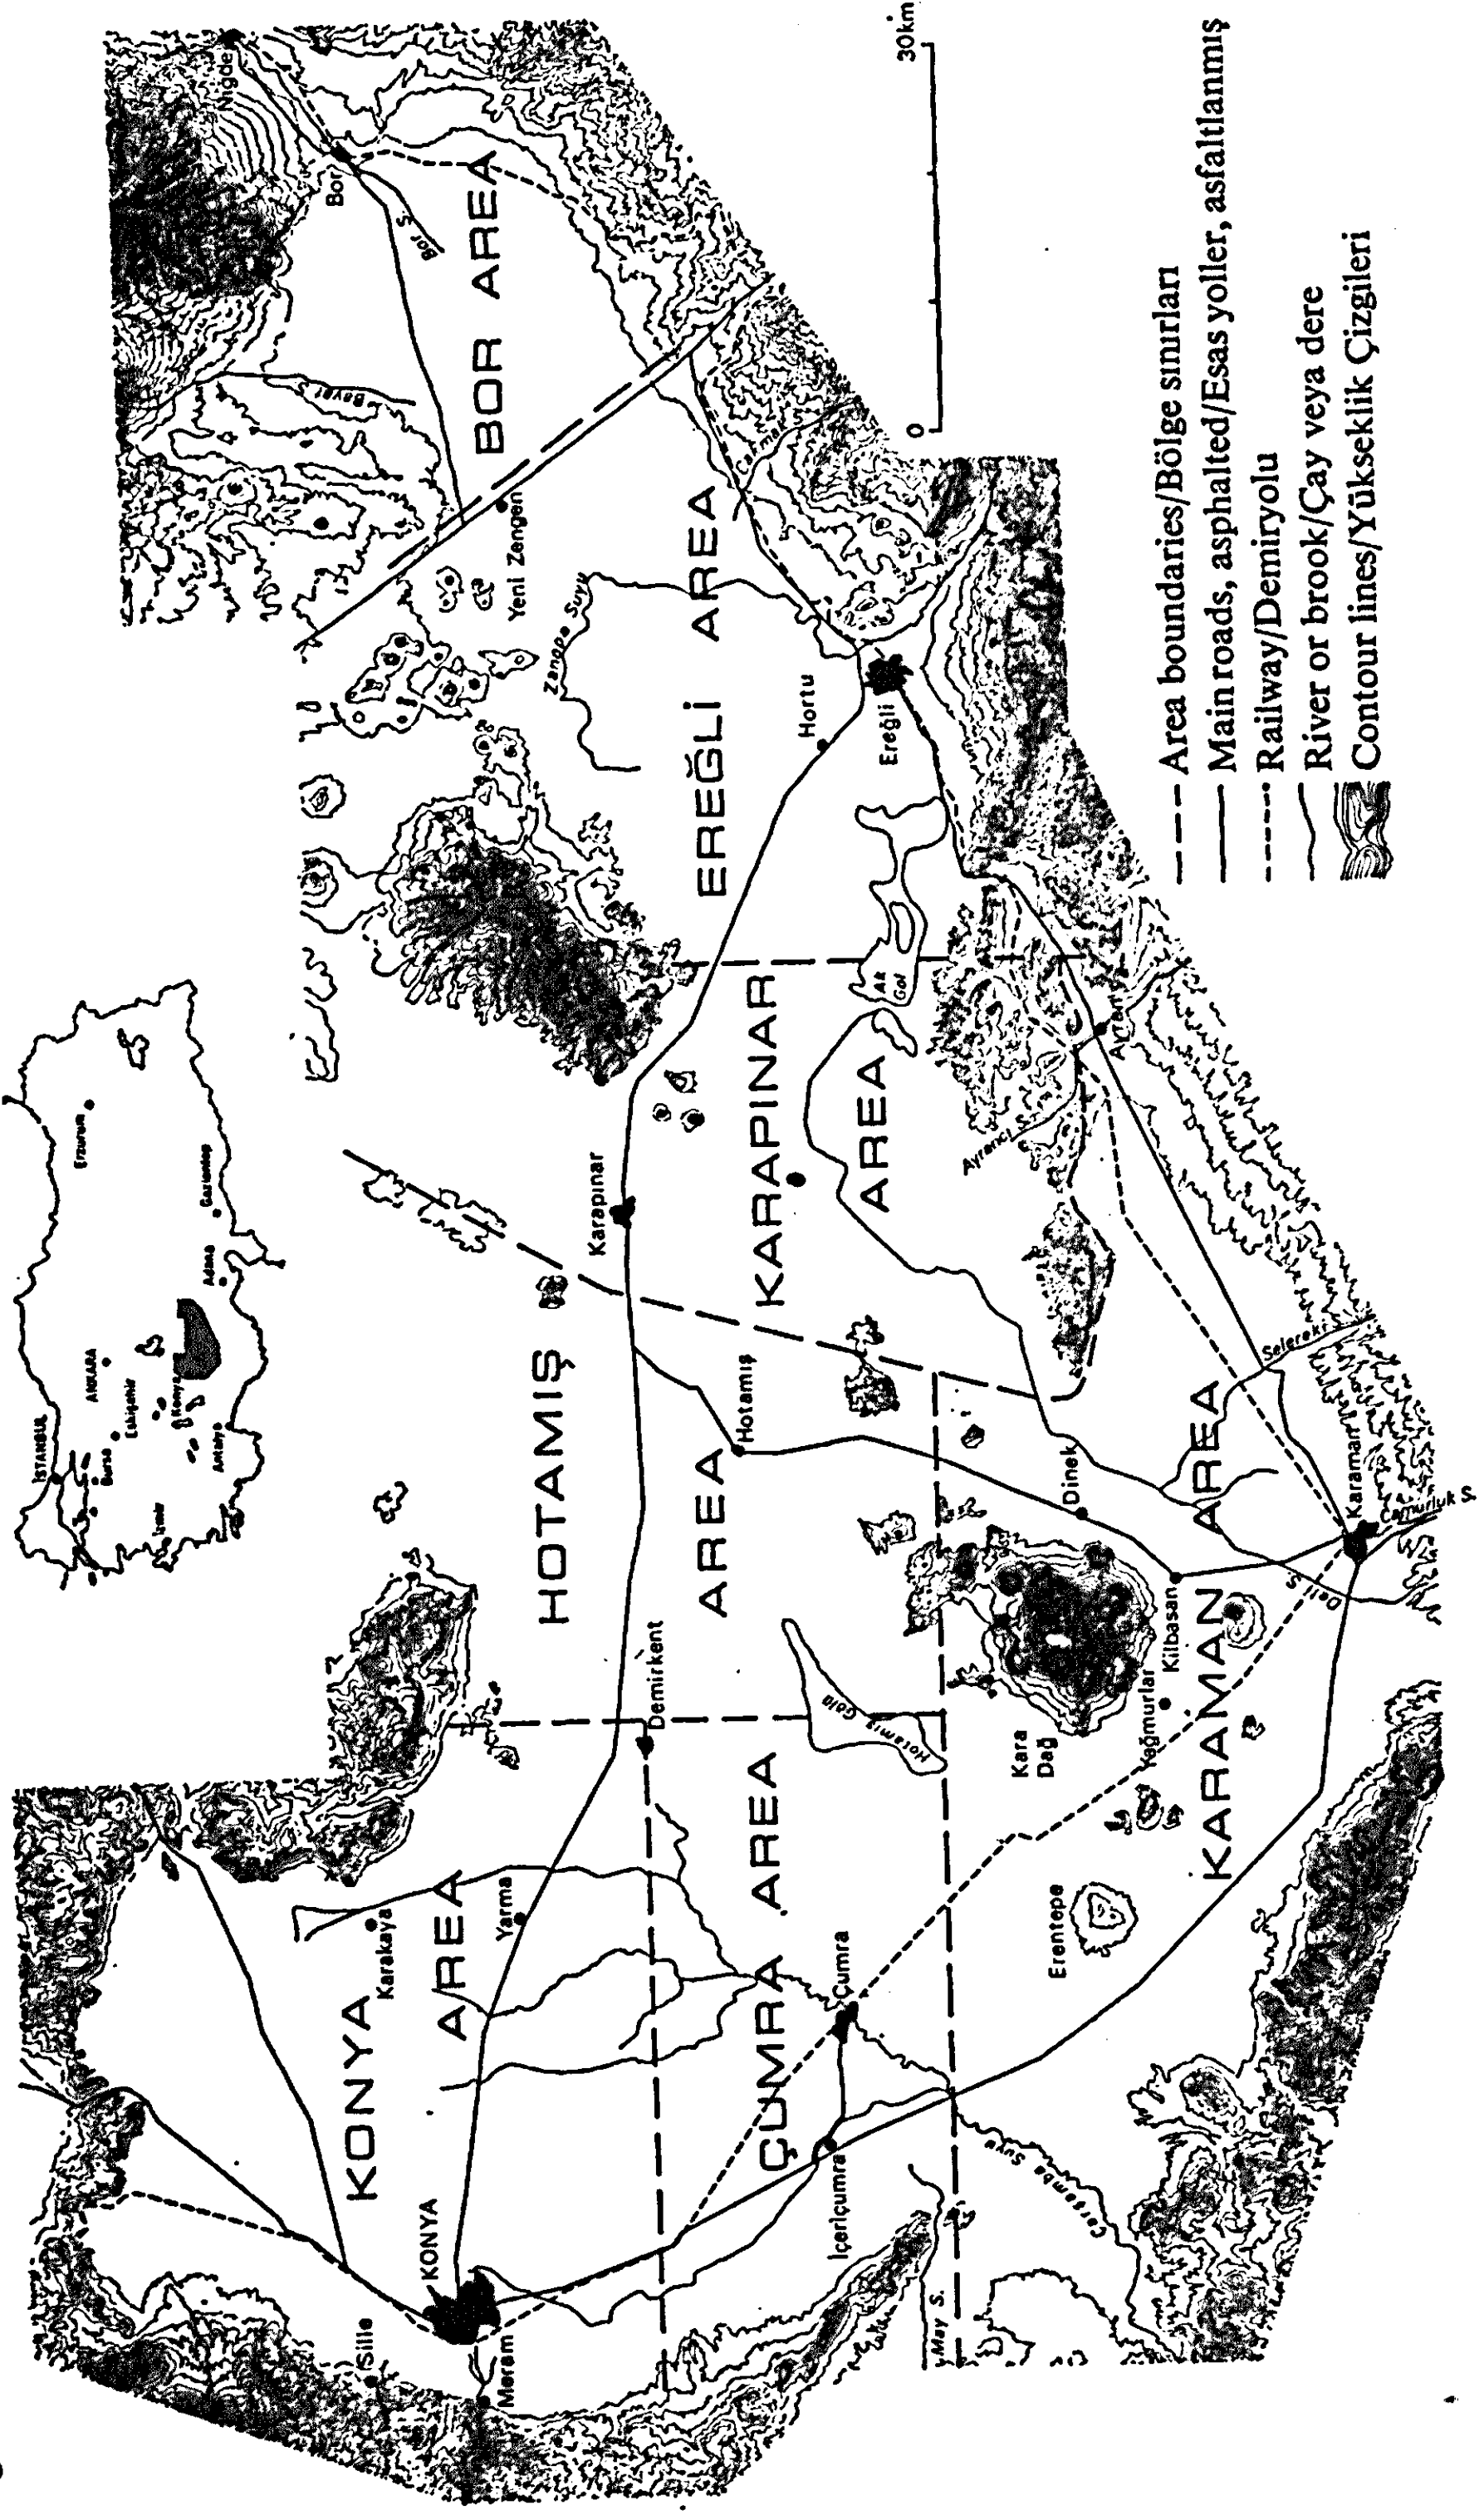 İSTANBUL
Bursa
Eskişehir
ANKARA
İzmir
Konya
Antalya
Adana
Gaziantep
Erzurum
KONYA
AREA
KONYA
Sille
Meram
Karakaya
Yarma
Demirkent
ÇUMRA AREA
Çumra
İçeriçumra
May S.
Çarşamba Suyu
HOTAMIŞ
AREA
Hotamış
Hotamış Gölü
KARAMAN AREA
Kara
Dağ
Erentepe
Yağmurlar
Kilbasan
Dinek
Karaman
Deli S.
Selereki
KARAPINAR
AREA
Karapınar
Ak
Göl
Ayrancı
Ayrancı
EREĞLİ AREA
Ereğli
Hortu
Zanopa Suyu
Yeni Zengen
Çakmak
BOR AREA
Bor
Bor S.
Bayat S.
Niğde
0 30km
Area boundaries/Bölge sınırları
Main roads, asphalted/Esas yoller, asfaltlanmış
Railway/Demiryolu
River or brook/Çay veya dere
Contour lines/Yükseklik Çizgileri